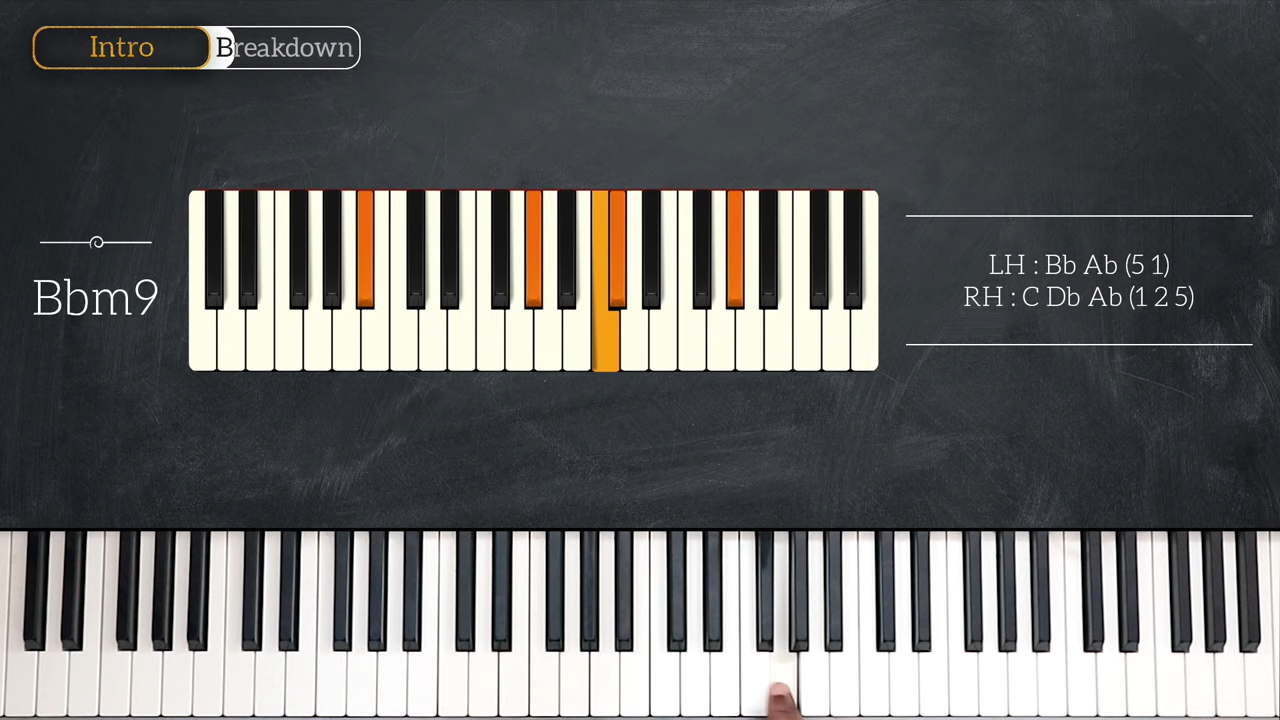 Intro
Breakdown
Bbm9
LH : Bb Ab (5 1)
RH : C Db Ab (1 2 5)